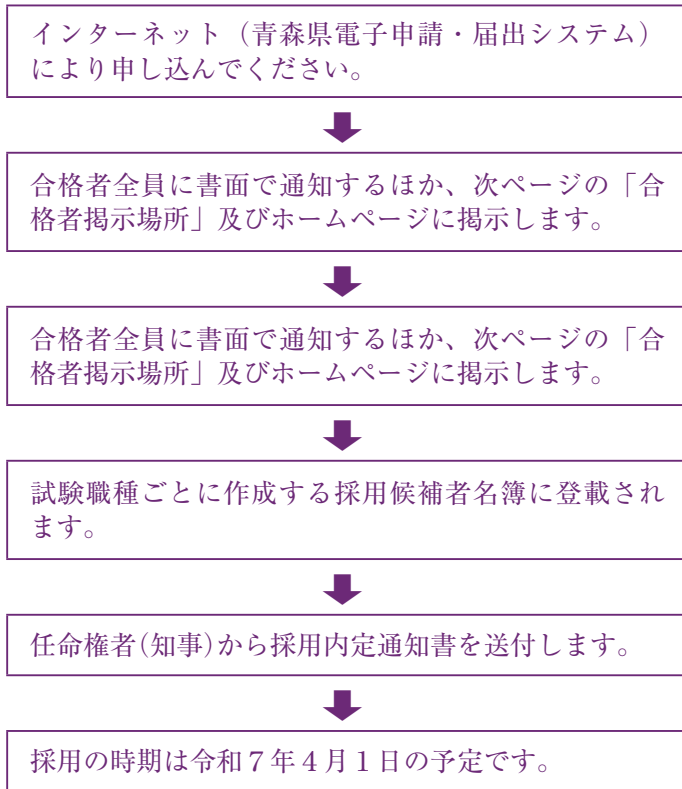 インターネット（青森県電子申請・届出システム）
により申し込んでください。
合格者全員に書面で通知するほか、次ページの「合
格者掲示場所」及びホームページに掲示します。
合格者全員に書面で通知するほか、次ページの「合
格者掲示場所」及びホームページに掲示します。
試験職種ごとに作成する採用候補者名簿に登載され
ます。
任命権者(知事)から採用内定通知書を送付します。
採用の時期は令和７年４月１日の予定です。